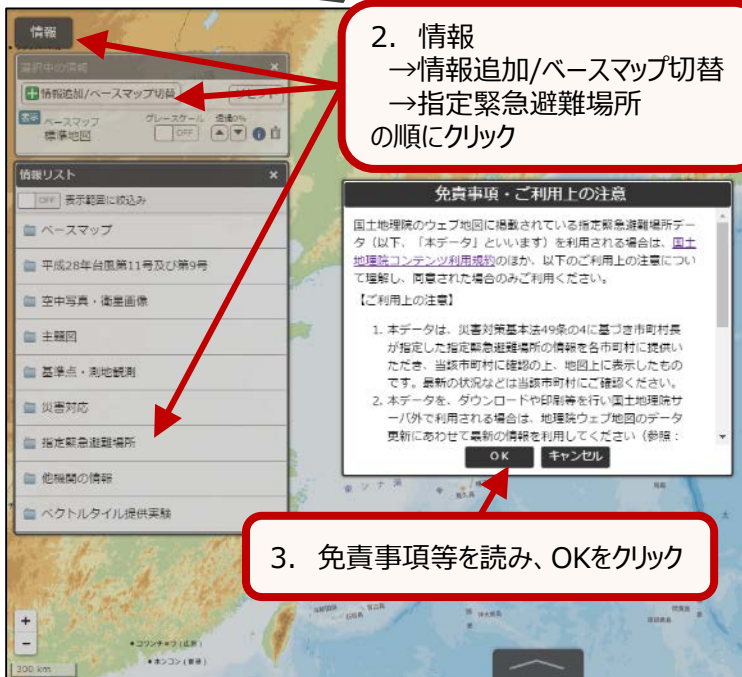 情報
2. 情報
→情報追加/ベースマップ切替
→指定緊急避難場所
の順にクリック
選択中の情報 ×
情報追加/ベースマップ切替
リセット
表示 ベースマップ
標準地図
グレースケール
OFF
透過0%
情報リスト ×
OFF 表示範囲に絞込み
ベースマップ
平成28年台風第11号及び第9号
空中写真・衛星画像
主題図
基準点・測地観測
災害対応
指定緊急避難場所
他機関の情報
ベクトルタイル提供実験
免責事項・ご利用上の注意
国土地理院のウェブ地図に掲載されている指定緊急避難場所デー
タ（以下、「本データ」といいます）を利用される場合は、国土
地理院コンテンツ利用規約のほか、以下のご利用上の注意につい
て理解し、同意された場合のみご利用ください。
【ご利用上の注意】
1. 本データは、災害対策基本法49条の4に基づき市町村長
が指定した指定緊急避難場所の情報を各市町村に提供い
ただき、当該市町村に確認の上、地図上に表示したもの
です。最新の状況などは当該市町村にご確認ください。
2. 本データを、ダウンロードや印刷等を行い国土地理院サ
ーバ外で利用される場合は、地理院ウェブ地図のデータ
更新にあわせて最新の情報を利用してください（参照：
OK キャンセル
3. 免責事項等を読み、OKをクリック
+
−
300 km
コワンチョウ(広州)
ホンコン(香港)